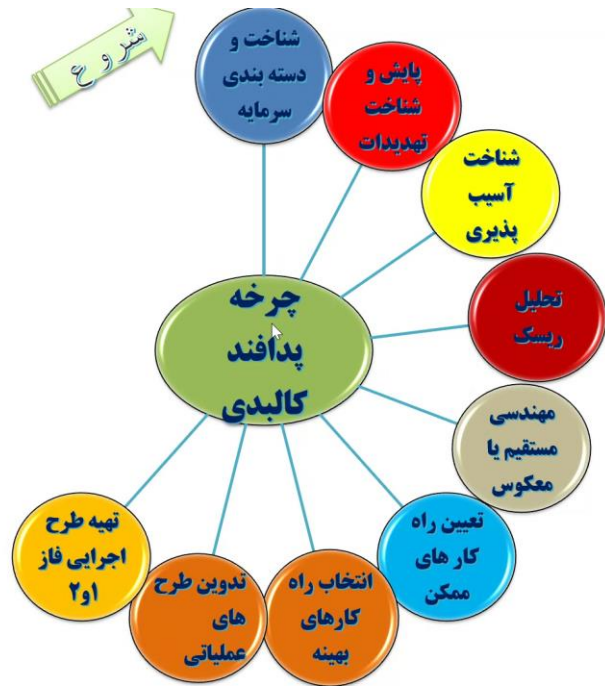 شروع
شناخت و
دسته بندی
سرمایه
پایش و
شناخت
تهدیدات
شناخت
آسیب
پذیری
تحلیل
ریسک
مهندسی
مستقیم یا
معکوس
تعیین راه
کار های
ممکن
انتخاب راه
کارهای
بهینه
تدوین طرح
های
عملیاتی
تهیه طرح
اجرایی فاز
۱و۲
چرخه
پدافند
کالبدی